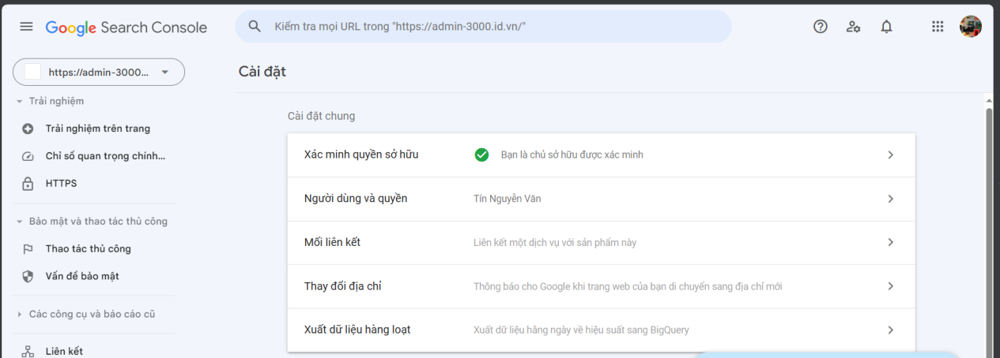 Google Search Console
Kiểm tra mọi URL trong "https://admin-3000.id.vn/"
https://admin-3000...
Trải nghiệm
Trải nghiệm trên trang
Chỉ số quan trọng chính...
HTTPS
Bảo mật và thao tác thủ công
Thao tác thủ công
Vấn đề bảo mật
Các công cụ và báo cáo cũ
Liên kết
Cài đặt
Cài đặt chung
Xác minh quyền sở hữu Bạn là chủ sở hữu được xác minh
Người dùng và quyền Tín Nguyễn Văn
Mối liên kết Liên kết một dịch vụ với sản phẩm này
Thay đổi địa chỉ Thông báo cho Google khi trang web của bạn di chuyển sang địa chỉ mới
Xuất dữ liệu hàng loạt Xuất dữ liệu hằng ngày về hiệu suất sang BigQuery